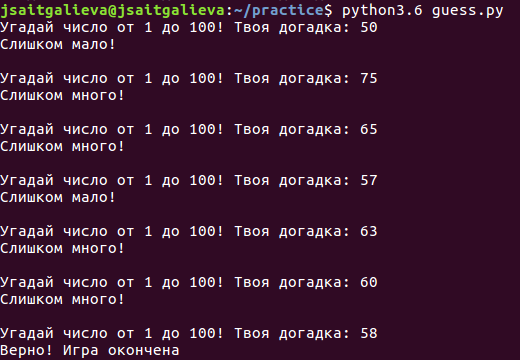 jsaitgalieva@jsaitgalieva:~/practice$ python3.6 guess.py
Угадай число от 1 до 100! Твоя догадка: 50
Слишком мало!
Угадай число от 1 до 100! Твоя догадка: 75
Слишком много!
Угадай число от 1 до 100! Твоя догадка: 65
Слишком много!
Угадай число от 1 до 100! Твоя догадка: 57
Слишком мало!
Угадай число от 1 до 100! Твоя догадка: 63
Слишком много!
Угадай число от 1 до 100! Твоя догадка: 60
Слишком много!
Угадай число от 1 до 100! Твоя догадка: 58
Верно! Игра окончена